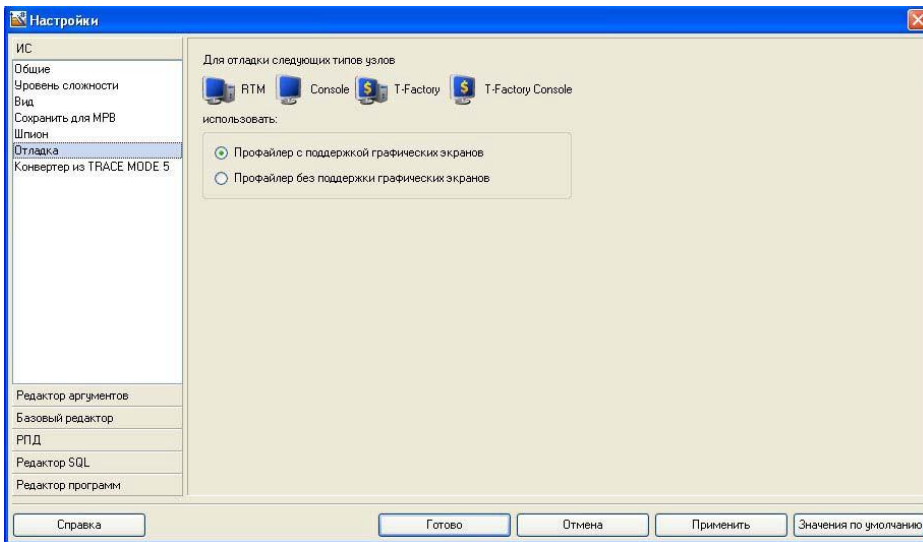 Настройки
ИС
Общие
Уровень сложности
Вид
Сохранить для МРВ
Шпион
Отладка
Конвертер из TRACE MODE 5
Редактор аргументов
Базовый редактор
РПД
Редактор SQL
Редактор программ
Для отладки следующих типов узлов
RTM Console T-Factory T-Factory Console
использовать:
Профайлер с поддержкой графических экранов
Профайлер без поддержки графических экранов
Справка Готово Отмена Применить Значения по умолчанию